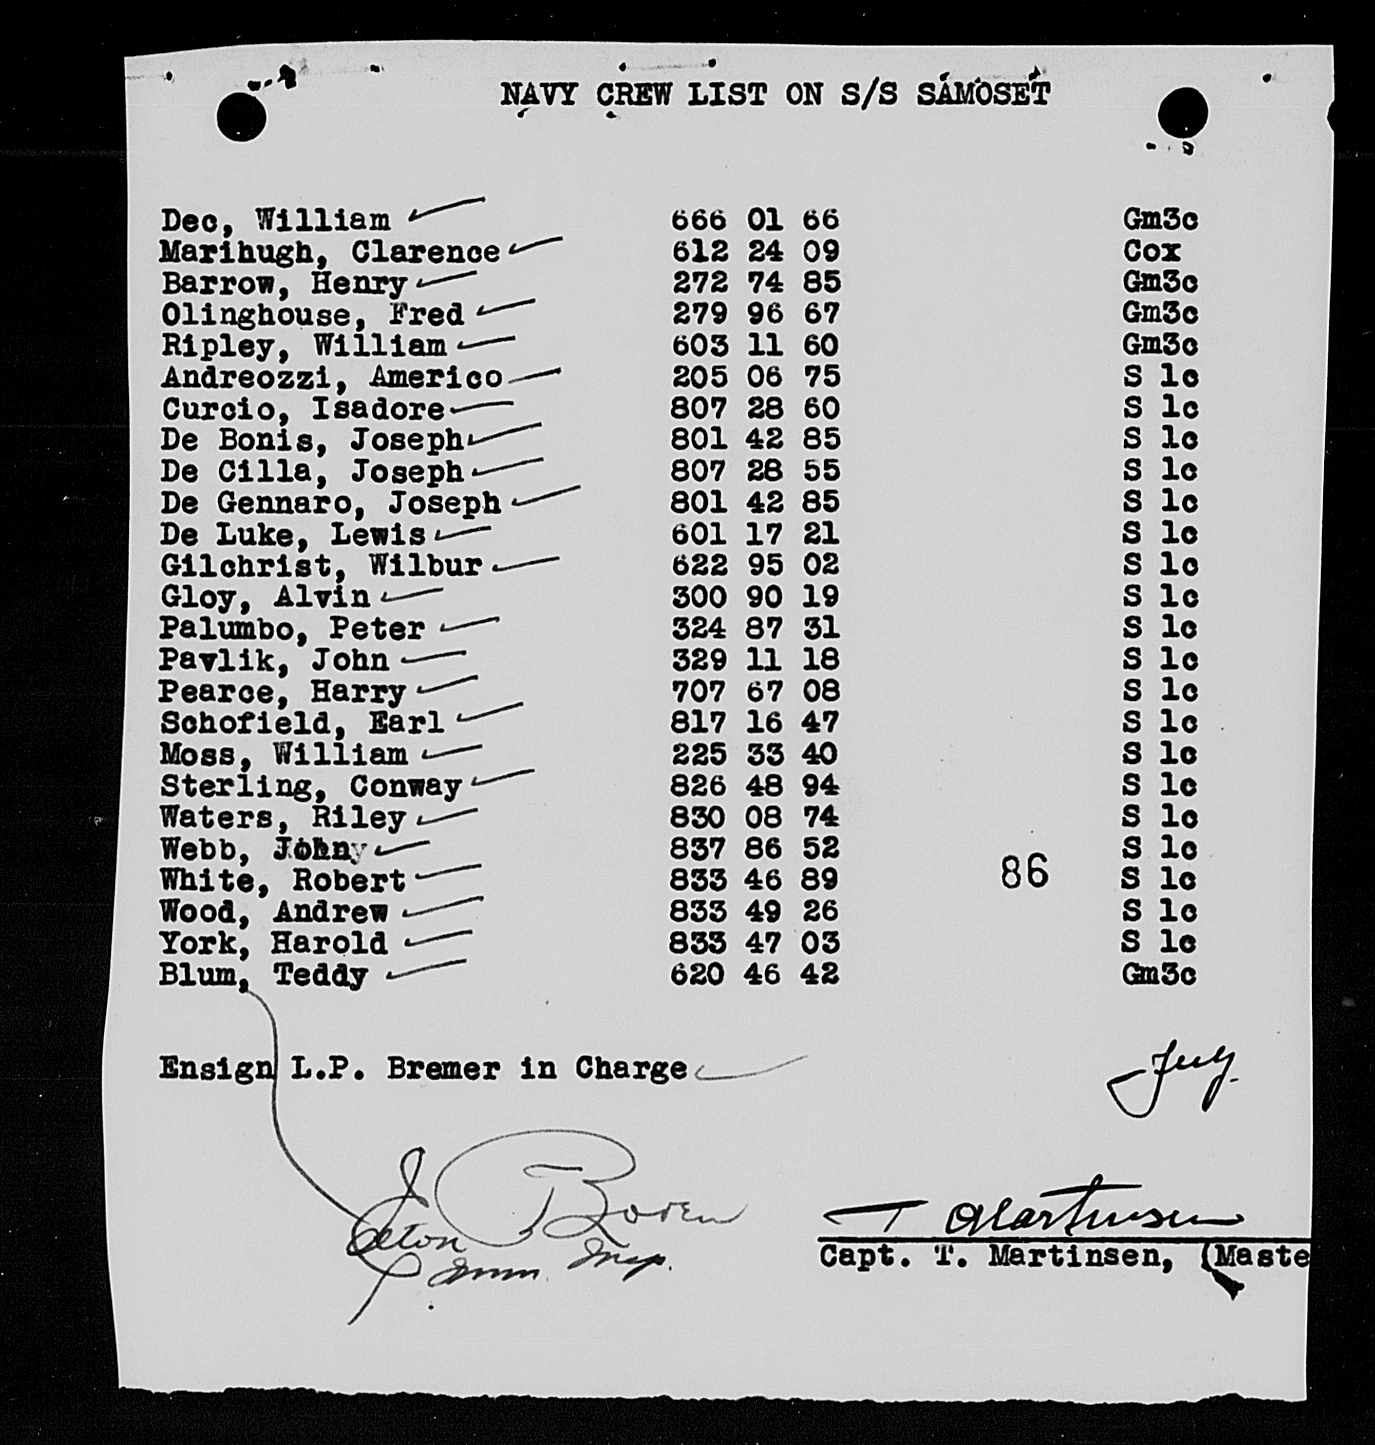 NAVY CREW LIST ON S/S SAMOSET
Dec, William 666 01 66 Gm3c
Marihugh, Clarence 612 24 09 Cox
Barrow, Henry 272 74 85 Gm3c
Olinghouse, Fred 279 96 67 Gm3c
Ripley, William 603 11 60 Gm3c
Andreozzi, Americo 205 06 75 S 1c
Curcio, Isadore 807 28 60 S 1c
De Bonis, Joseph 801 42 85 S 1c
De Cilla, Joseph 807 28 55 S 1c
De Gennaro, Joseph 801 42 85 S 1c
De Luke, Lewis 601 17 21 S 1c
Gilchrist, Wilbur 622 95 02 S 1c
Gloy, Alvin 300 90 19 S 1c
Palumbo, Peter 324 87 31 S 1c
Pavlik, John 329 11 18 S 1c
Pearce, Harry 707 67 08 S 1c
Schofield, Earl 817 16 47 S 1c
Moss, William 225 33 40 S 1c
Sterling, Conway 826 48 94 S 1c
Waters, Riley 830 08 74 S 1c
Webb, Johny 837 86 52 S 1c
White, Robert 833 46 89 86 S 1c
Wood, Andrew 833 49 26 S 1c
York, Harold 833 47 03 S 1c
Blum, Teddy 620 46 42 Gm3c
Ensign L.P. Bremer in Charge
T Martinsen
Capt. T. Martinsen, (Maste
Imm. Insp.